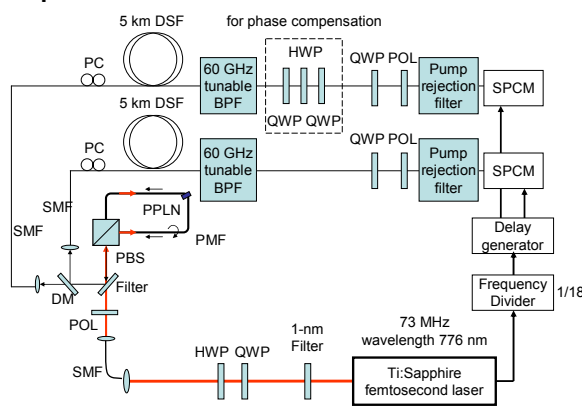 5 km DSF
for phase compensation
PC
60 GHz
tunable
BPF
HWP
QWP QWP
QWP POL
Pump
rejection
filter
SPCM
5 km DSF
PC
60 GHz
tunable
BPF
QWP POL
Pump
rejection
filter
SPCM
SMF
SMF
PPLN
PMF
PBS
Delay
generator
DM
Filter
Frequency
Divider
1/18
POL
SMF
HWP QWP
1-nm
Filter
73 MHz
wavelength 776 nm
Ti:Sapphire
femtosecond laser